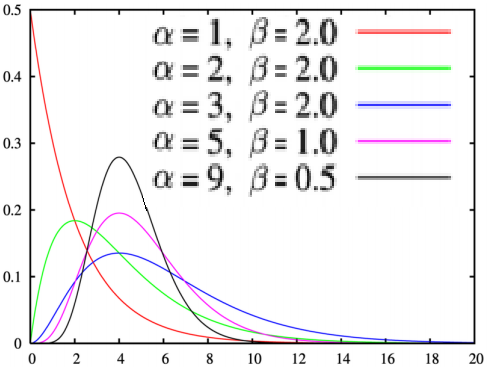 0.5
α = 1, β = 2.0
α = 2, β = 2.0
0.4
α = 3, β = 2.0
0.3
α = 5, β = 1.0
α = 9, β = 0.5
0.2
0.1
0
0 2 4 6 8 10 12 14 16 18 20